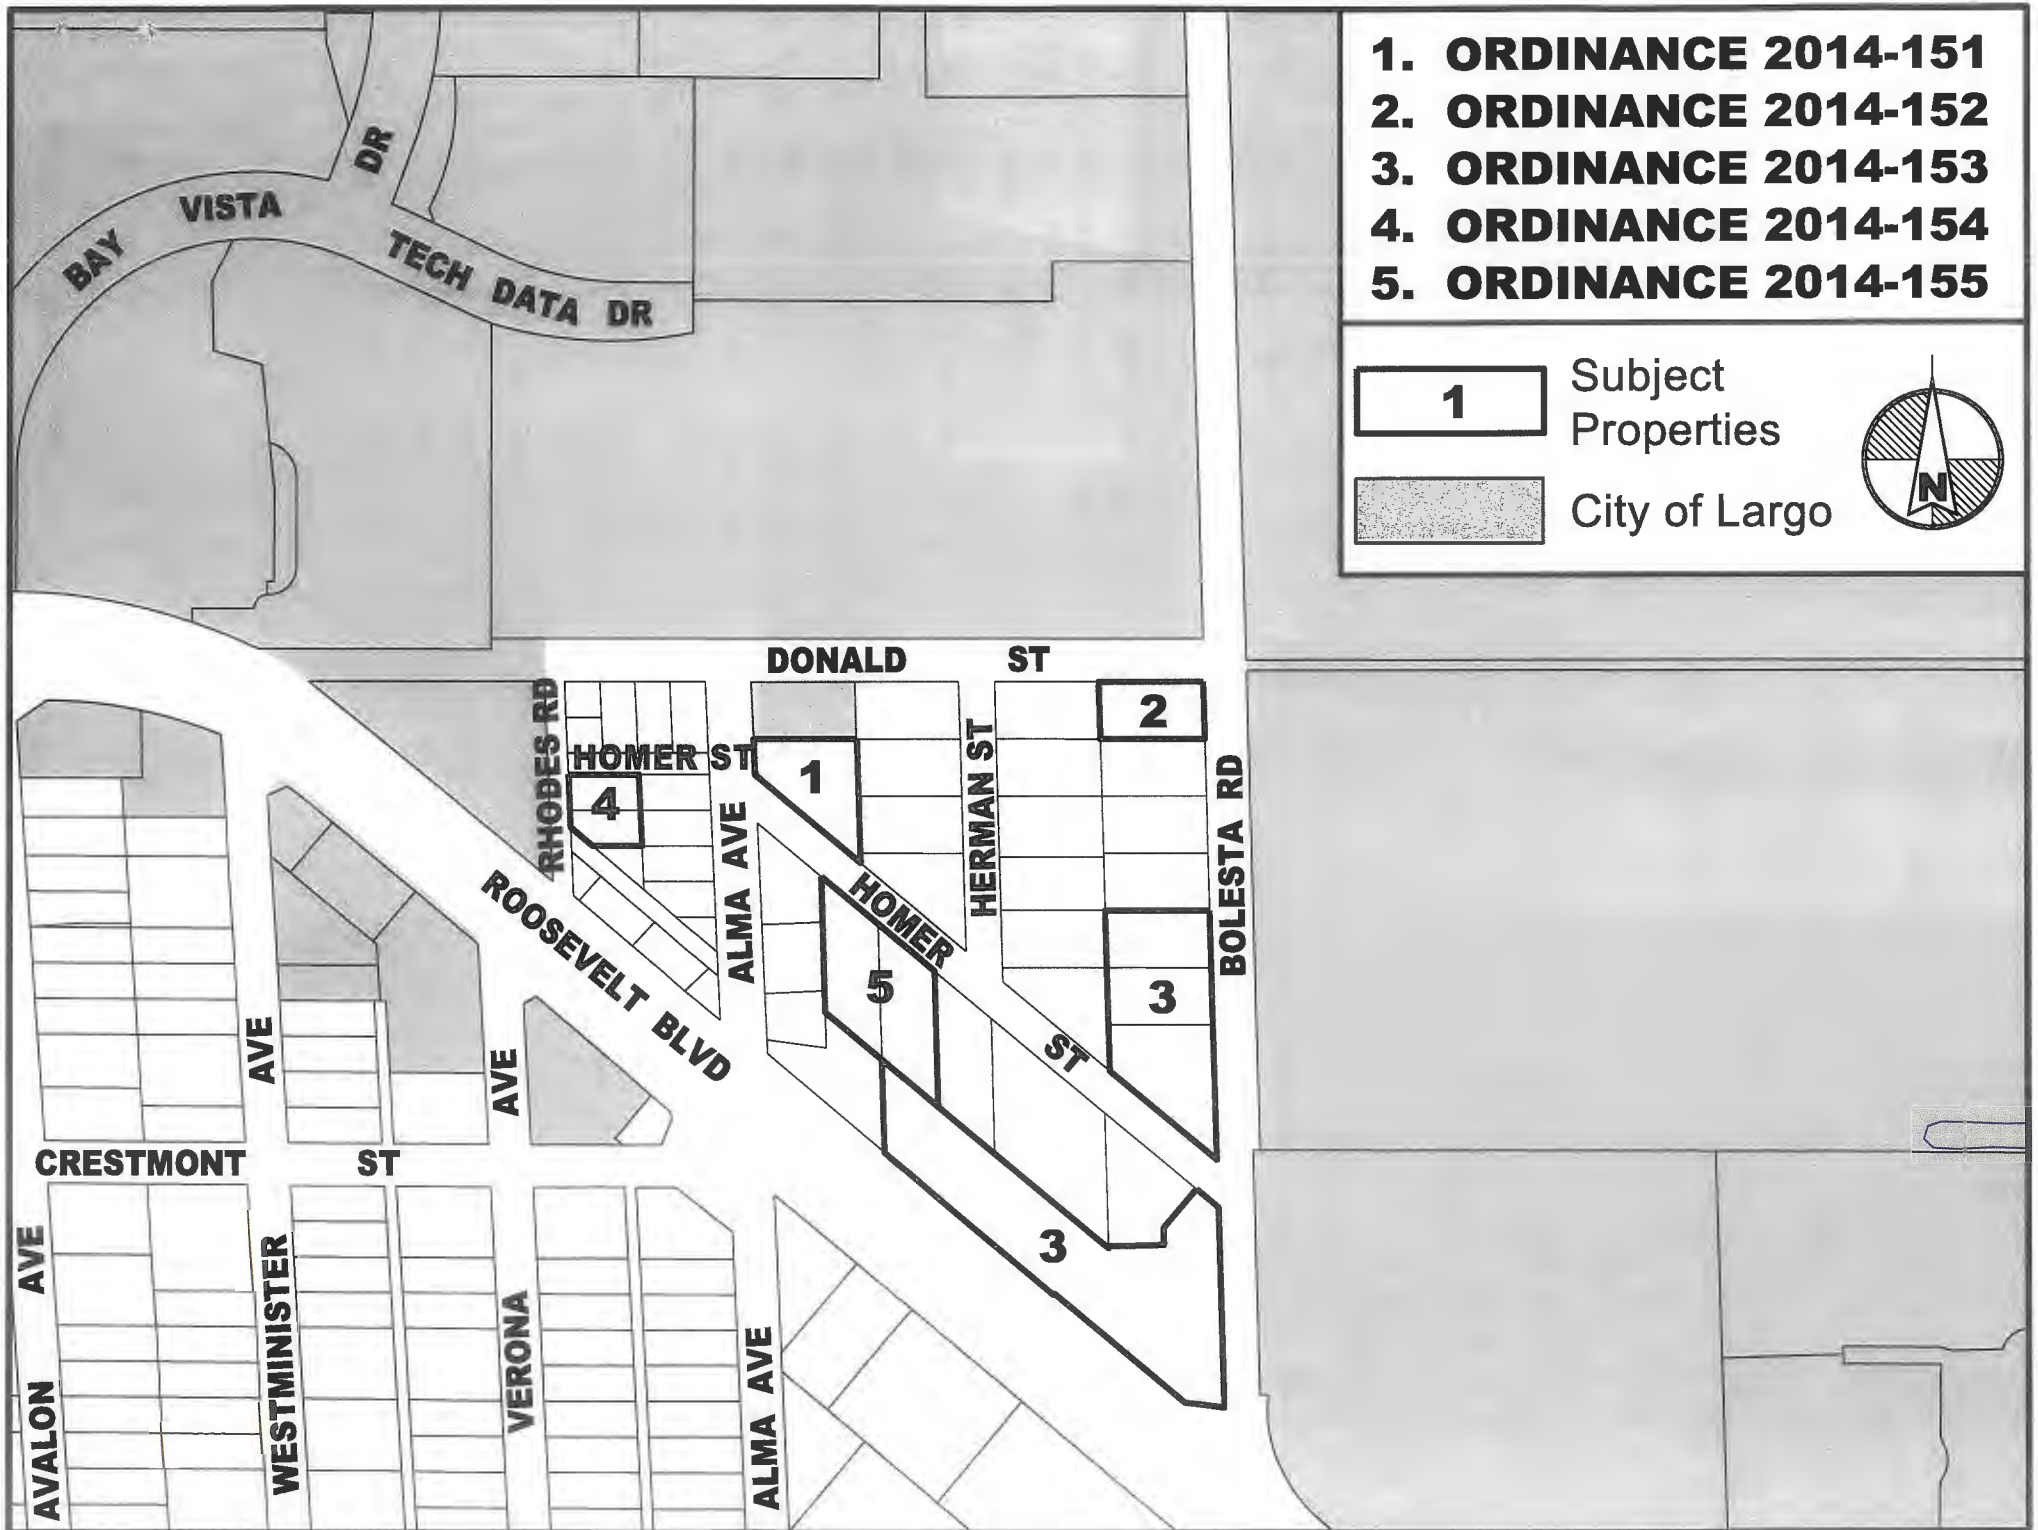 1. ORDINANCE 2014-151
2. ORDINANCE 2014-152
3. ORDINANCE 2014-153
4. ORDINANCE 2014-154
5. ORDINANCE 2014-155
1
Subject
Properties
City of Largo
N
BAY VISTA DR
TECH DATA DR
DONALD ST
RHODES RD
HOMER ST
ALMA AVE
HERMAN ST
BOLESTA RD
1
2
4
HOMER ST
5
3
3
ROOSEVELT BLVD
AVE
AVE
CRESTMONT ST
AVALON AVE
WESTMINISTER
VERONA
ALMA AVE